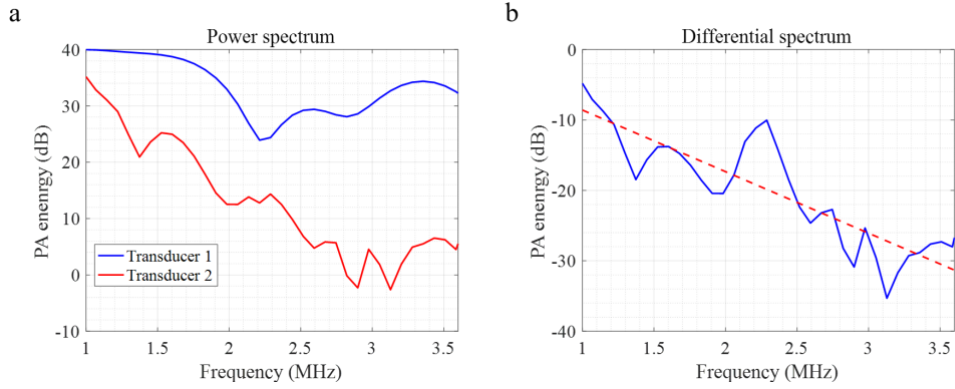 a
Power spectrum
PA enenrgy (dB)
40
30
20
10
0
-10
Transducer 1
Transducer 2
1
1.5
2
2.5
3
3.5
Frequency (MHz)
b
Differential spectrum
PA enenrgy (dB)
0
-10
-20
-30
-40
1
1.5
2
2.5
3
3.5
Frequency (MHz)